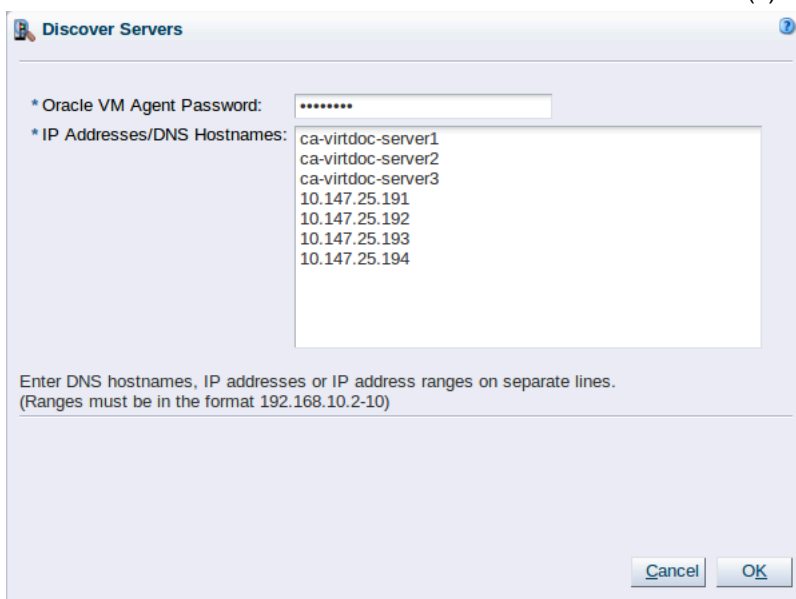 Discover Servers
* Oracle VM Agent Password: ••••••••
* IP Addresses/DNS Hostnames:
ca-virtdoc-server1
ca-virtdoc-server2
ca-virtdoc-server3
10.147.25.191
10.147.25.192
10.147.25.193
10.147.25.194
Enter DNS hostnames, IP addresses or IP address ranges on separate lines.
(Ranges must be in the format 192.168.10.2-10)
Cancel OK